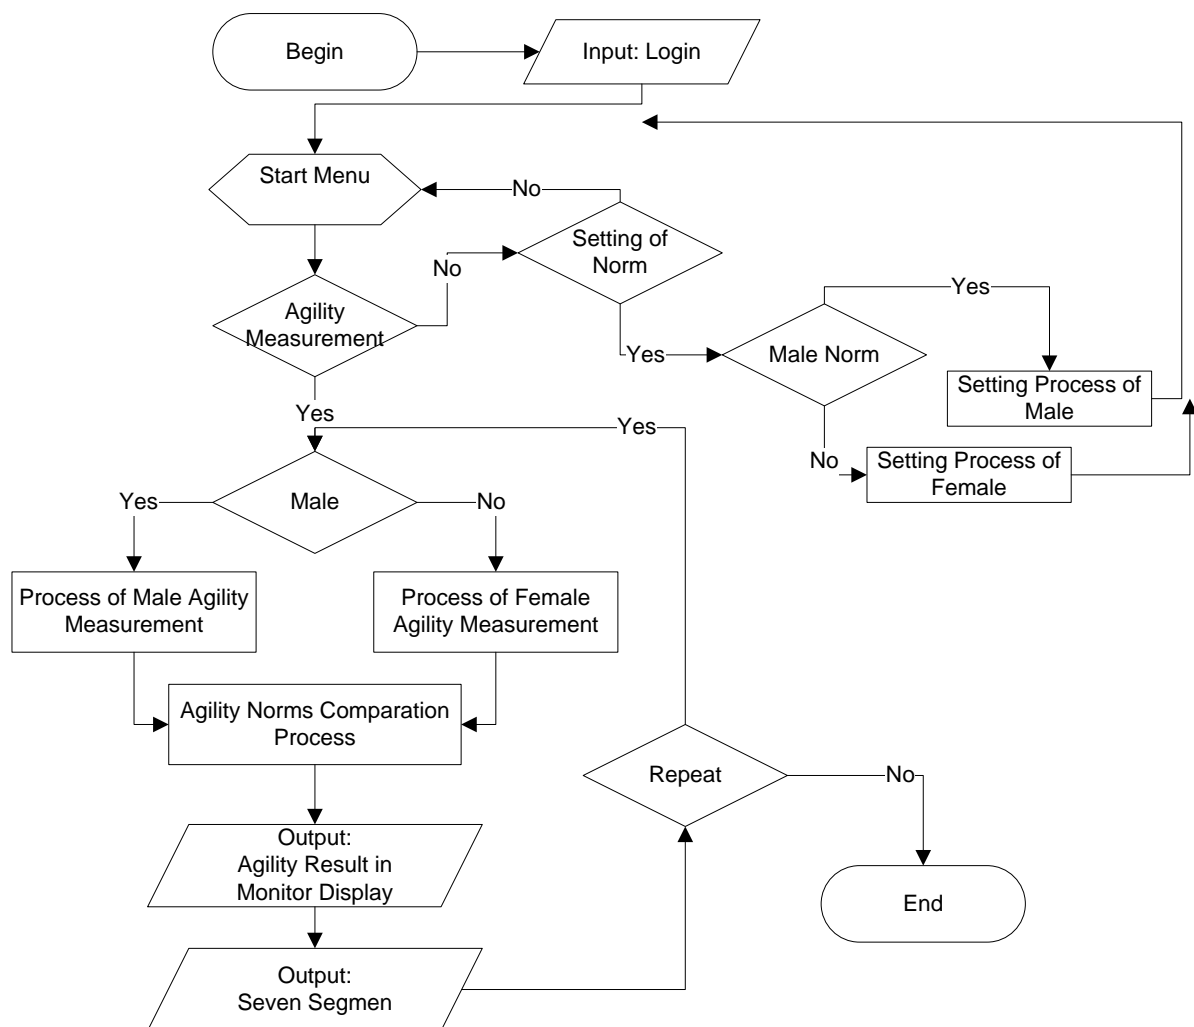 Begin
Input: Login
Start Menu
No
Setting of
Norm
No
Agility
Measurement
Yes
Yes
Male Norm
Setting Process of
Male
No
Setting Process of
Female
Yes
Yes
Yes
Male
No
Process of Male Agility
Measurement
Process of Female
Agility Measurement
Agility Norms Comparation
Process
Repeat
No
Output:
Agility Result in
Monitor Display
End
Output:
Seven Segmen